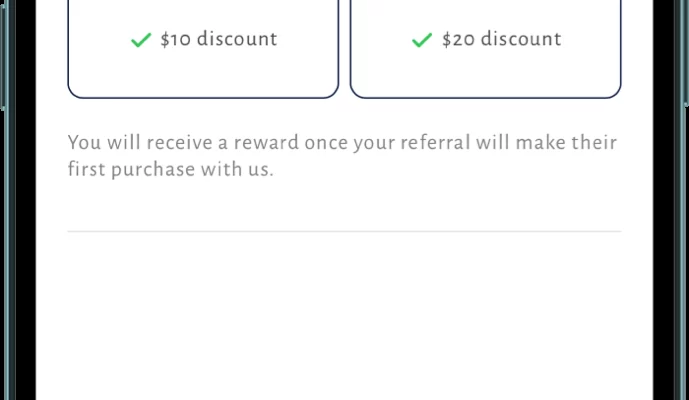 $10 discount
$20 discount
You will receive a reward once your referral will make their
first purchase with us.